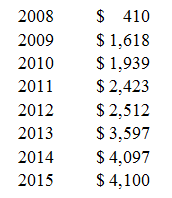 2008 $ 410
2009 $ 1,618
2010 $ 1,939
2011 $ 2,423
2012 $ 2,512
2013 $ 3,597
2014 $ 4,097
2015 $ 4,100